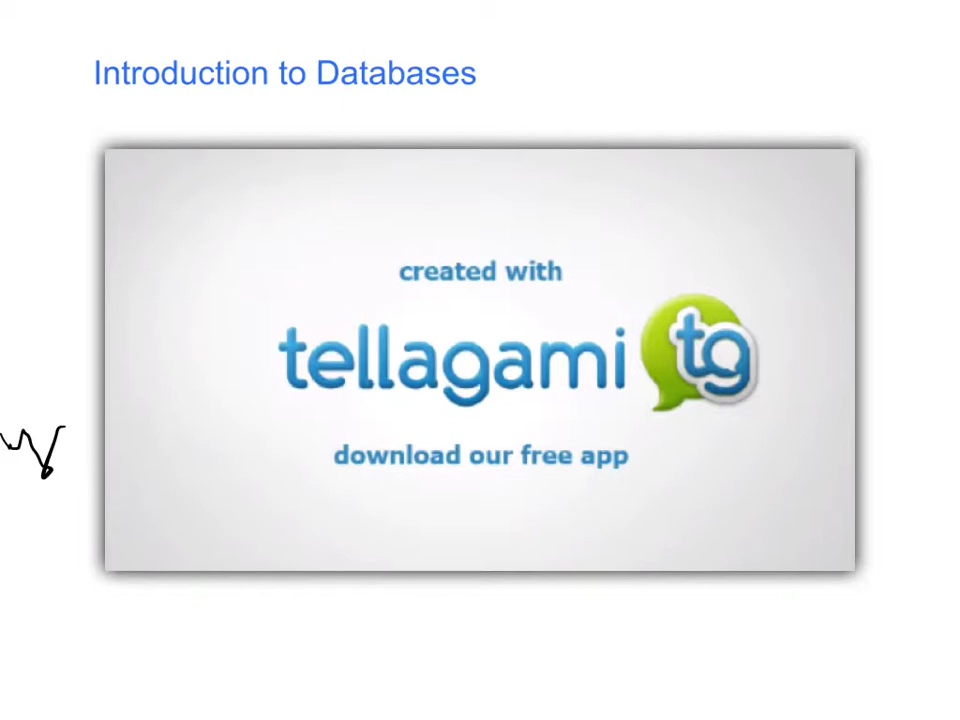 Introduction to Databases
created with
tellagami tg
download our free app